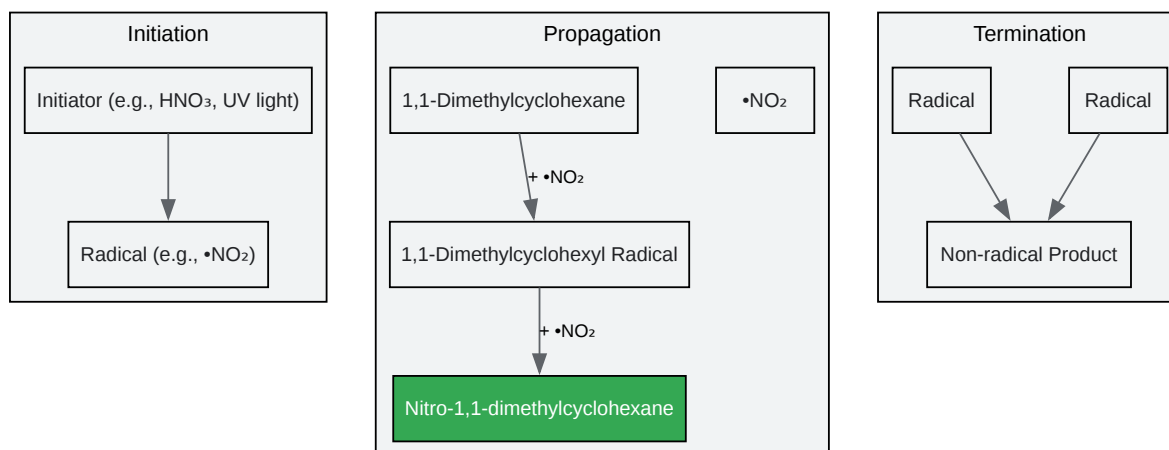 Initiation
Initiator (e.g., HNO₃, UV light)
Radical (e.g., •NO₂)
Propagation
1,1-Dimethylcyclohexane
•NO₂
+ •NO₂
1,1-Dimethylcyclohexyl Radical
+ •NO₂
Nitro-1,1-dimethylcyclohexane
Termination
Radical
Radical
Non-radical Product